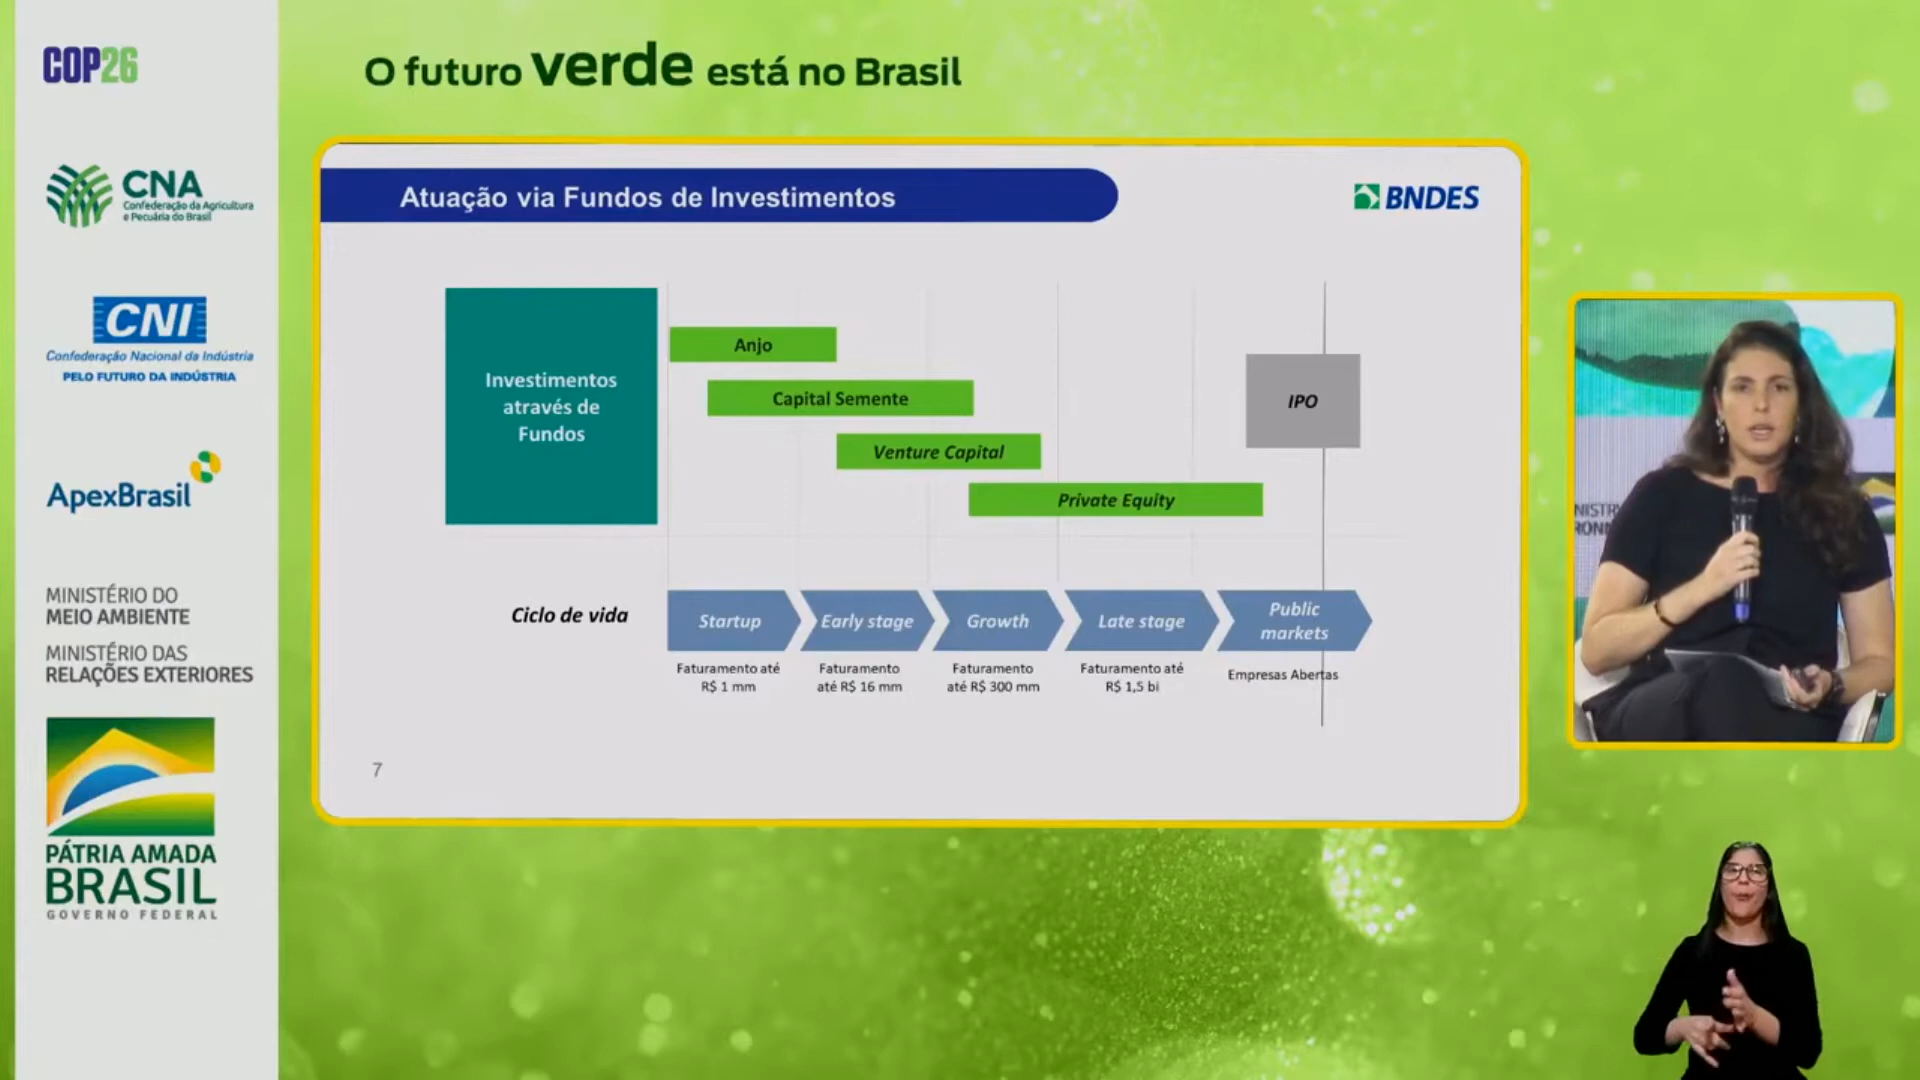 COP26
CNA
Confederação da Agricultura
e Pecuária do Brasil
CNI
Confederação Nacional da Indústria
PELO FUTURO DA INDÚSTRIA
ApexBrasil
MINISTÉRIO DO
MEIO AMBIENTE
MINISTÉRIO DAS
RELAÇÕES EXTERIORES
PÁTRIA AMADA
BRASIL
GOVERNO FEDERAL
O futuro verde está no Brasil
Atuação via Fundos de Investimentos
BNDES
Investimentos
através de
Fundos
Anjo
Capital Semente
Venture Capital
Private Equity
IPO
Ciclo de vida
Startup
Early stage
Growth
Late stage
Public
markets
Faturamento até
R$ 1 mm
Faturamento
até R$ 16 mm
Faturamento
até R$ 300 mm
Faturamento até
R$ 1,5 bi
Empresas Abertas
7